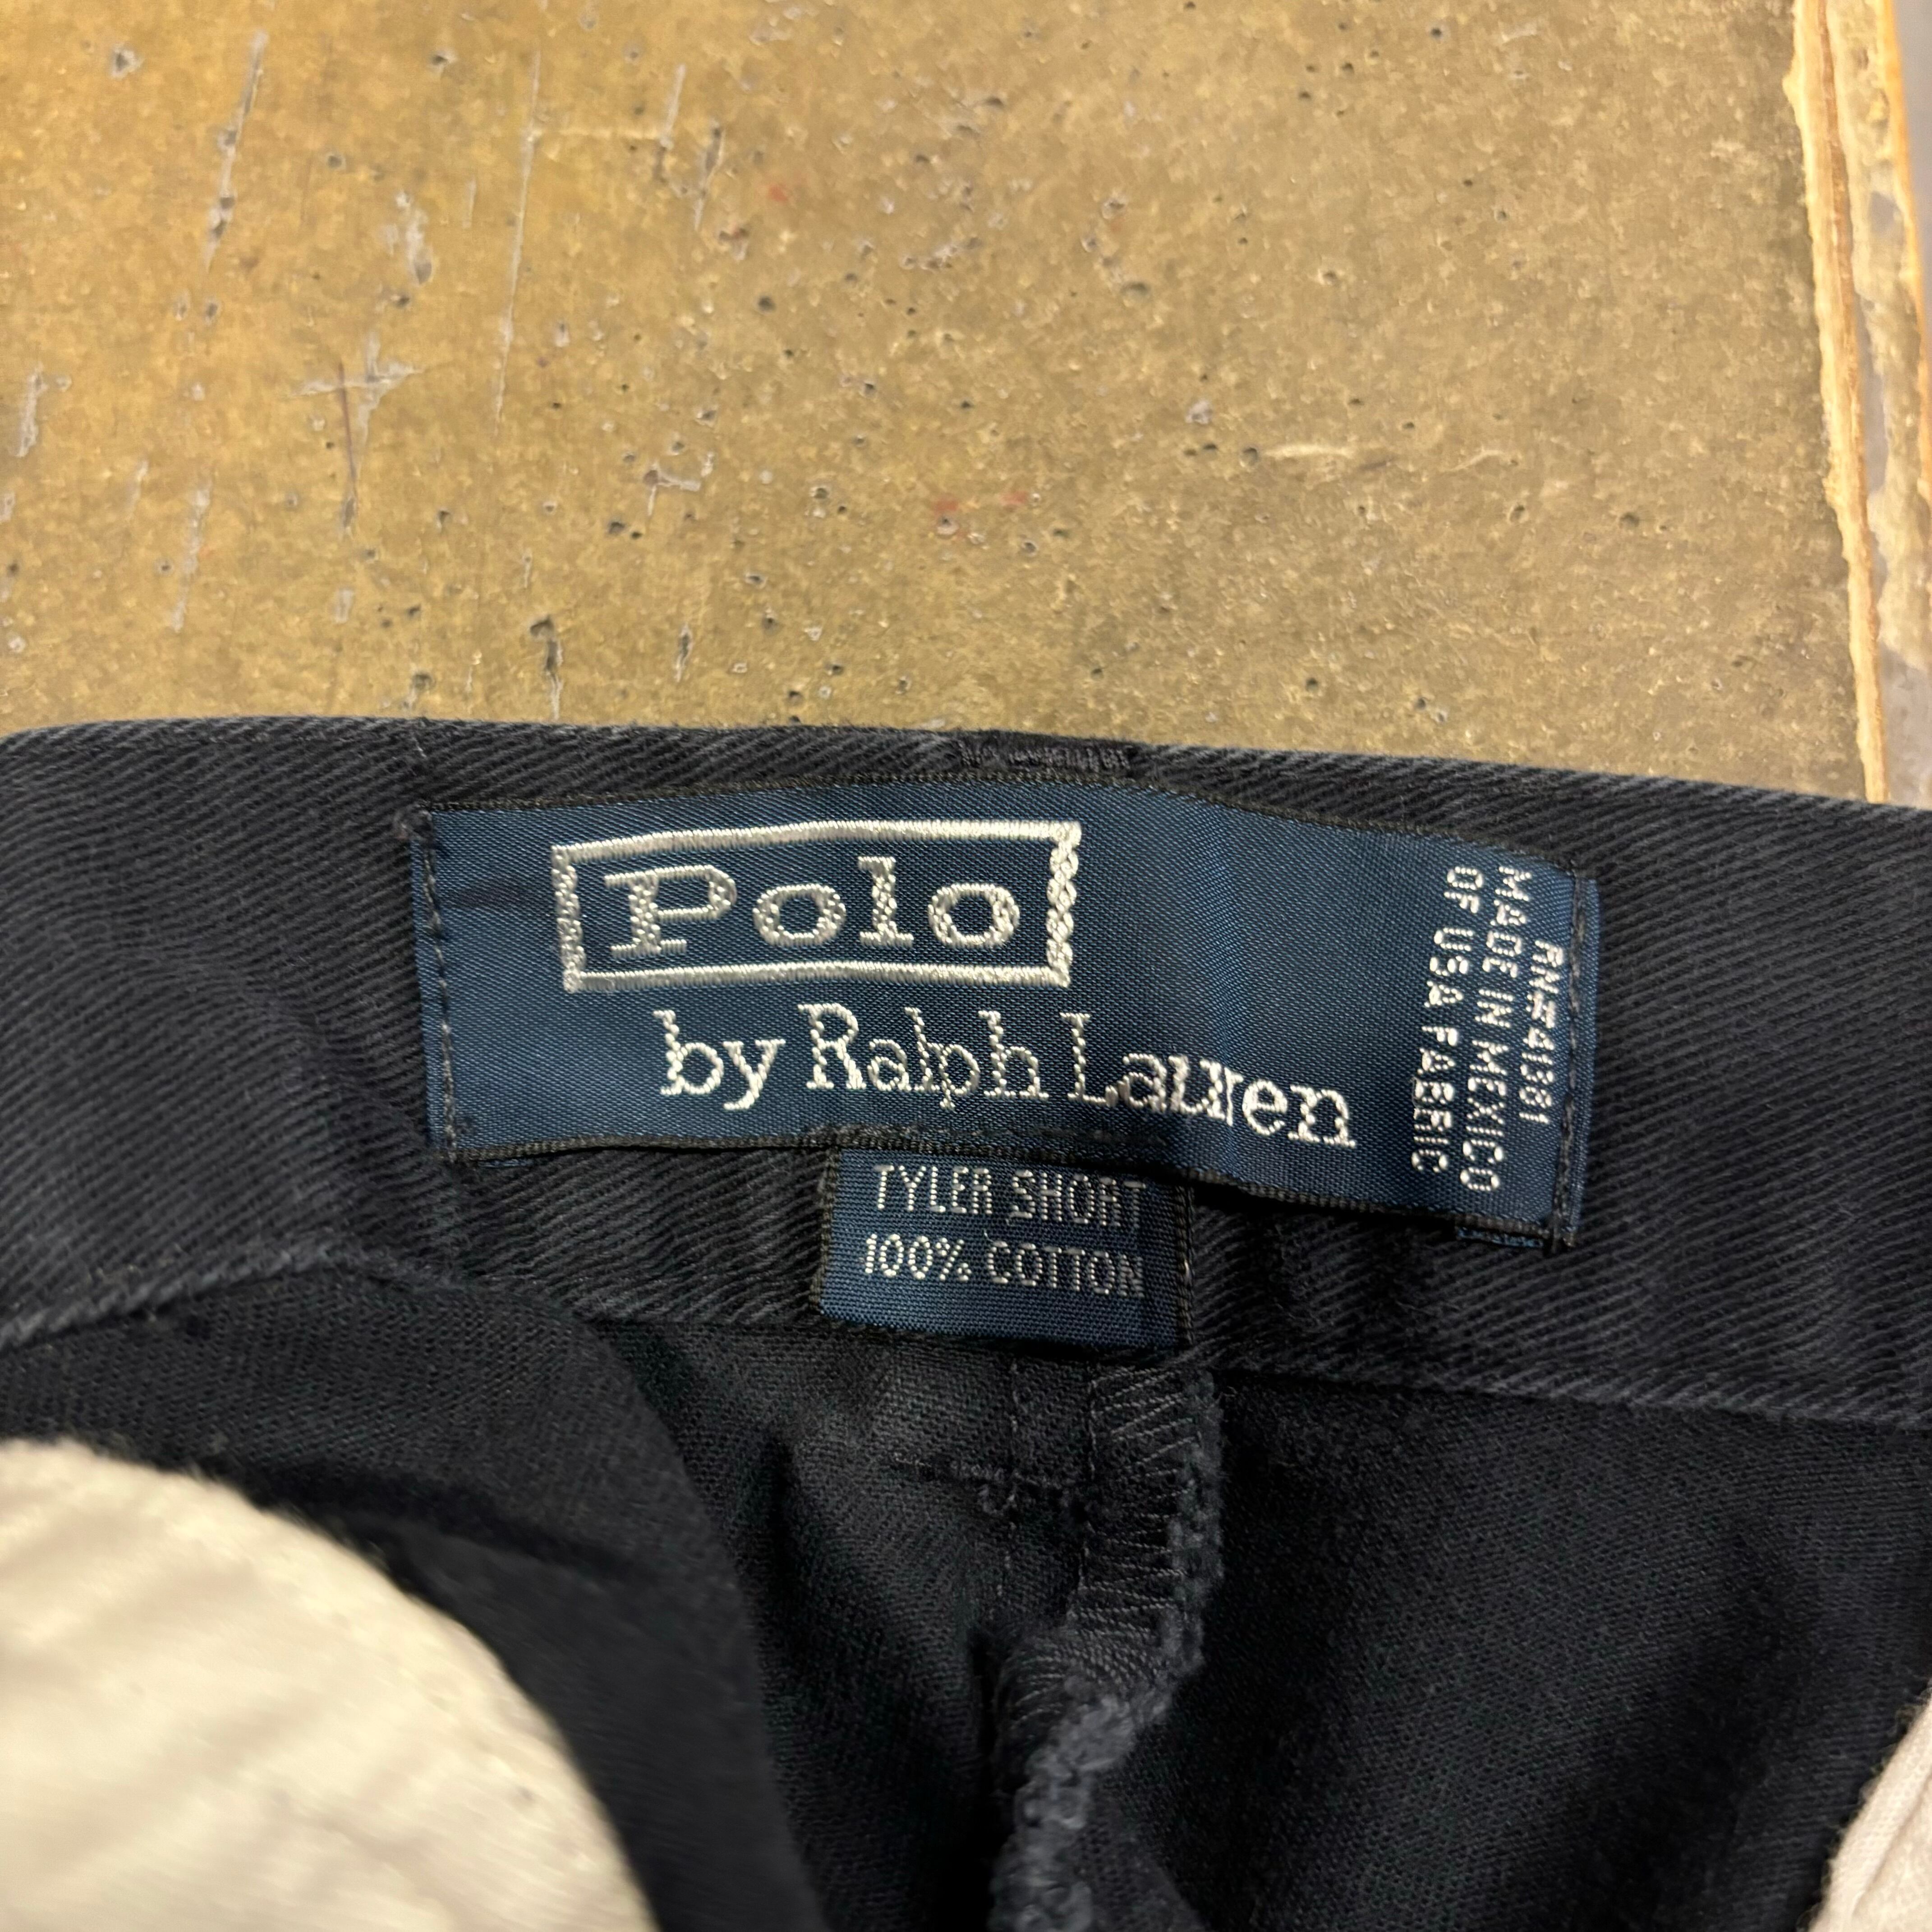 Polo
by Ralph Lauren
RN 41381
MADE IN MEXICO
OF USA FABRIC
TYLER SHORT
100% COTTON